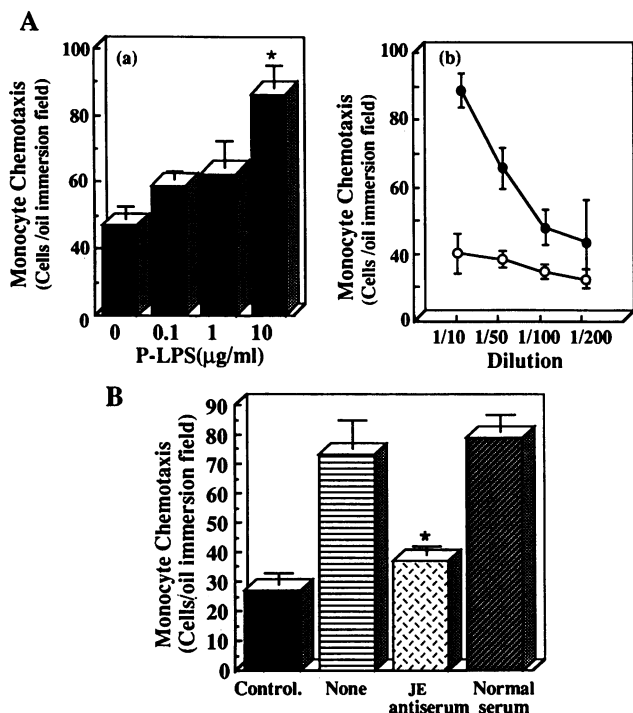 A
(a)
Monocyte Chemotaxis
(Cells /oil immersion field)
100
80
60
40
0
*
0 0.1 1 10
P-LPS(μg/ml)
(b)
Monocyte Chemotaxis
(Cells /oil immersion field)
100
80
60
40
0
1/10 1/50 1/100 1/200
Dilution
B
Monocyte Chemotaxis
(Cells/oil immersion field)
90
80
70
60
50
40
30
20
10
0
*
Control. None JE Normal
antiserum serum